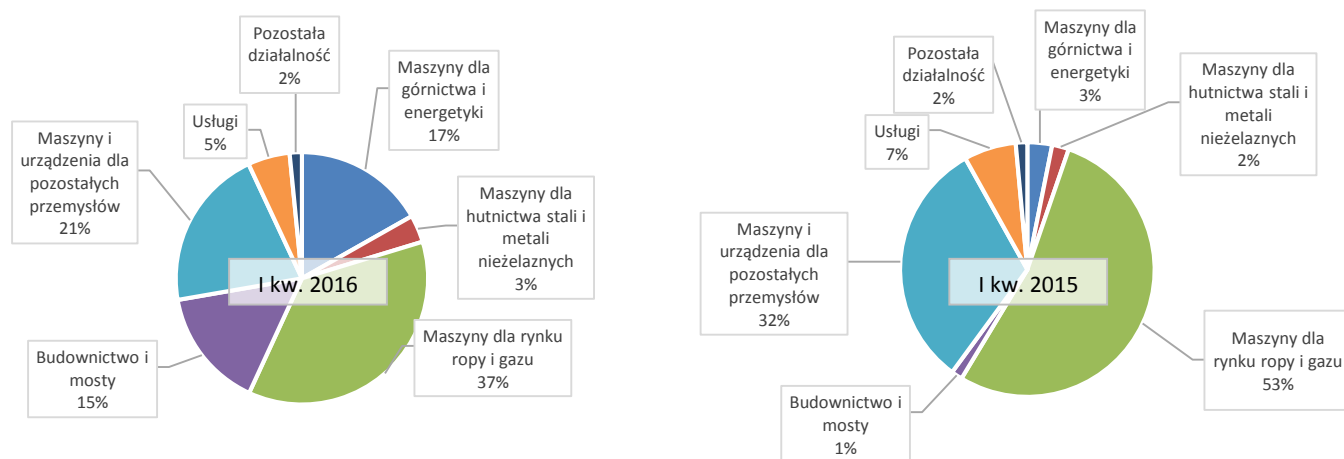 Pozostała
działalność
2%
Maszyny dla
górnictwa i
energetyki
17%
Maszyny dla
hutnictwa stali i
metali
nieżelaznych
3%
Maszyny dla rynku
ropy i gazu
37%
Budownictwo i
mosty
15%
Maszyny i
urządzenia dla
pozostałych
przemysłów
21%
Usługi
5%
I kw. 2016
Pozostała
działalność
2%
Maszyny dla
górnictwa i
energetyki
3%
Maszyny dla
hutnictwa stali i
metali
nieżelaznych
2%
Maszyny dla
rynku ropy i gazu
53%
Budownictwo i
mosty
1%
Maszyny i
urządzenia dla
pozostałych
przemysłów
32%
Usługi
7%
I kw. 2015